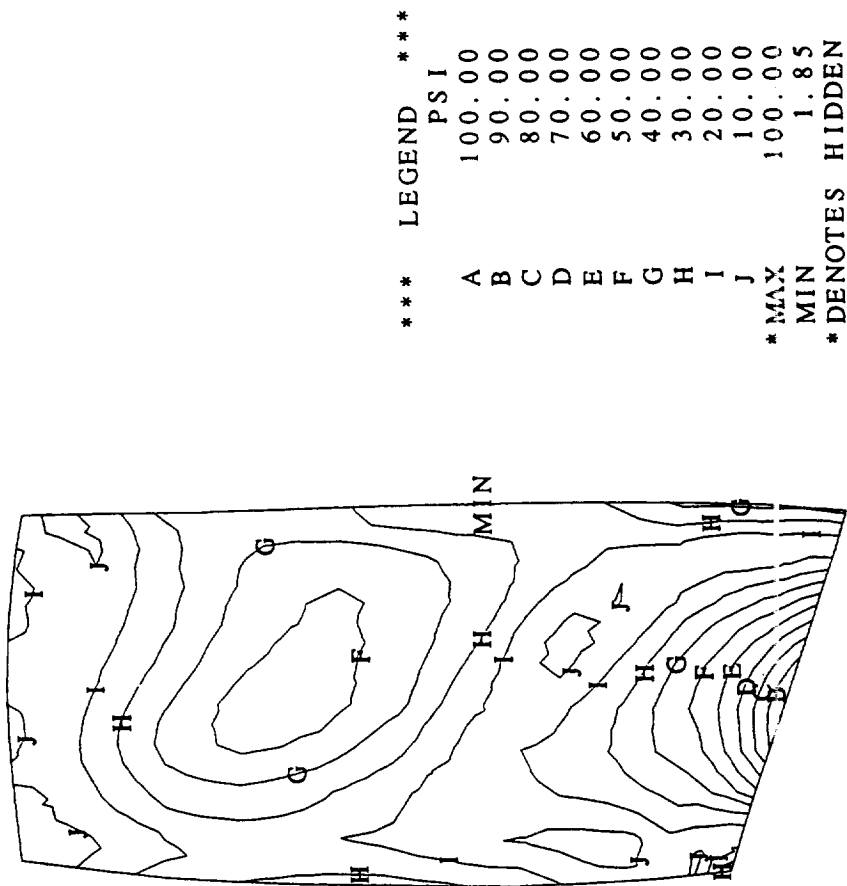 *** LEGEND ***
PSI
A 100.00
B 90.00
C 80.00
D 70.00
E 60.00
F 50.00
G 40.00
H 30.00
I 20.00
J 10.00
*MAX 100.00
MIN 1.85
*DENOTES HIDDEN
J
I
J
J
I
H
G
G
F
H
MIN
H
I
I
J
J
J
I
H
G
F
E
D
C
B
H
G
I
J
H
H